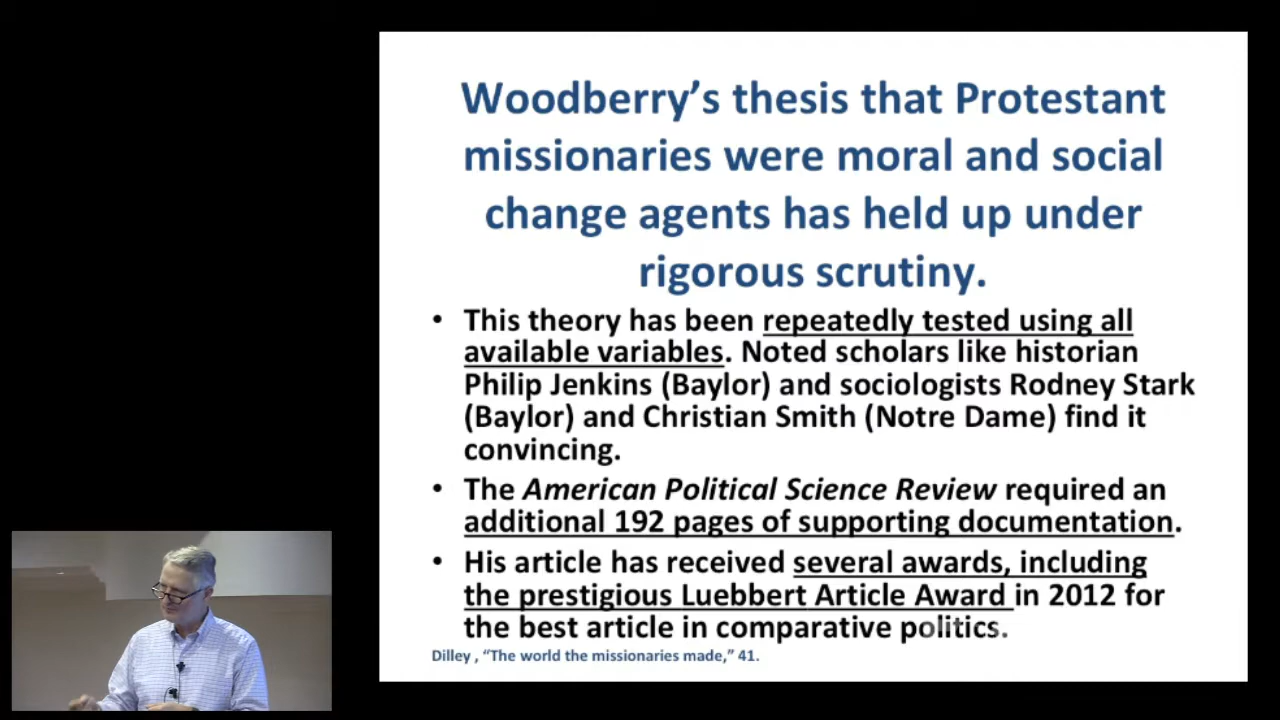 Woodberry's thesis that Protestant
missionaries were moral and social
change agents has held up under
rigorous scrutiny.
• This theory has been repeatedly tested using all
available variables. Noted scholars like historian
Philip Jenkins (Baylor) and sociologists Rodney Stark
(Baylor) and Christian Smith (Notre Dame) find it
convincing.
• The American Political Science Review required an
additional 192 pages of supporting documentation.
• His article has received several awards, including
the prestigious Luebbert Article Award in 2012 for
the best article in comparative politics.
Dilley , “The world the missionaries made,” 41.